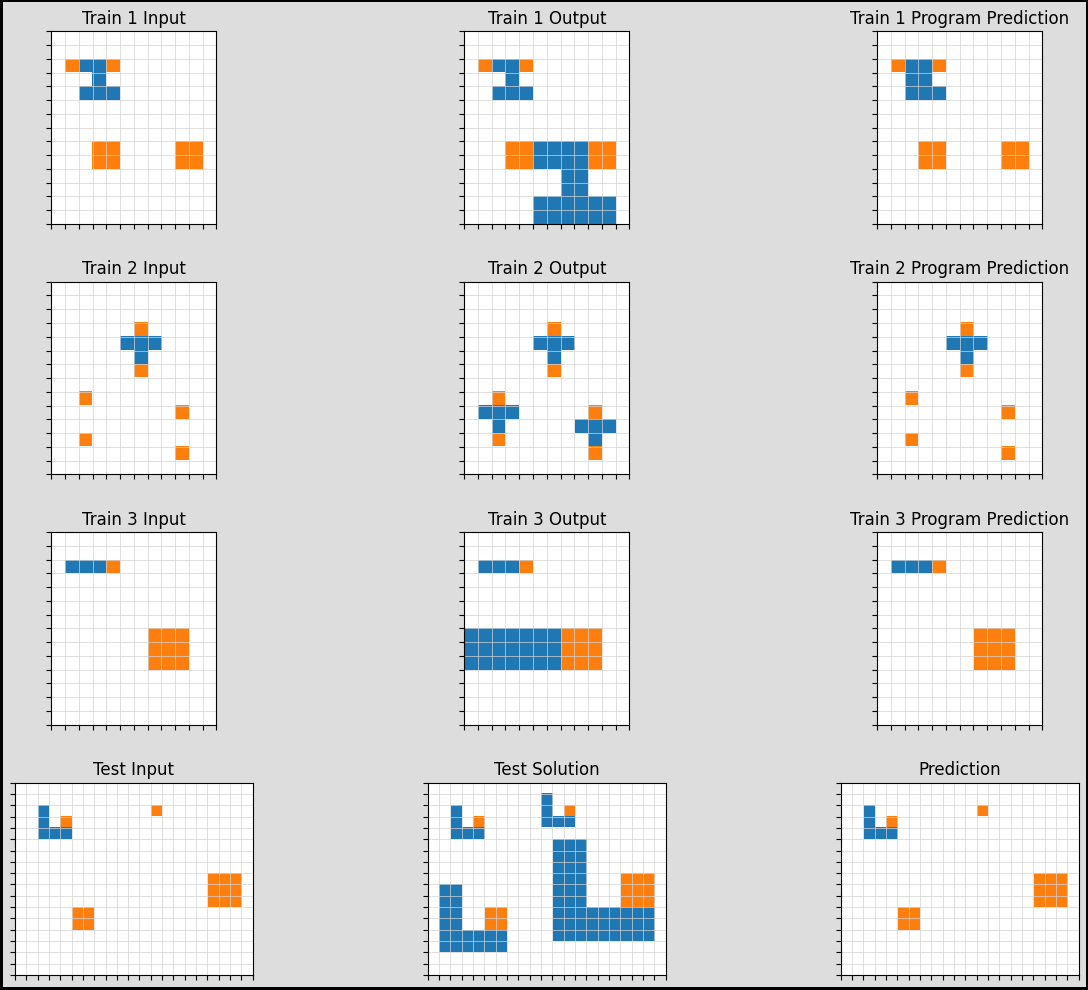 Train 1 Input
Train 1 Output
Train 1 Program Prediction
Train 2 Input
Train 2 Output
Train 2 Program Prediction
Train 3 Input
Train 3 Output
Train 3 Program Prediction
Test Input
Test Solution
Prediction